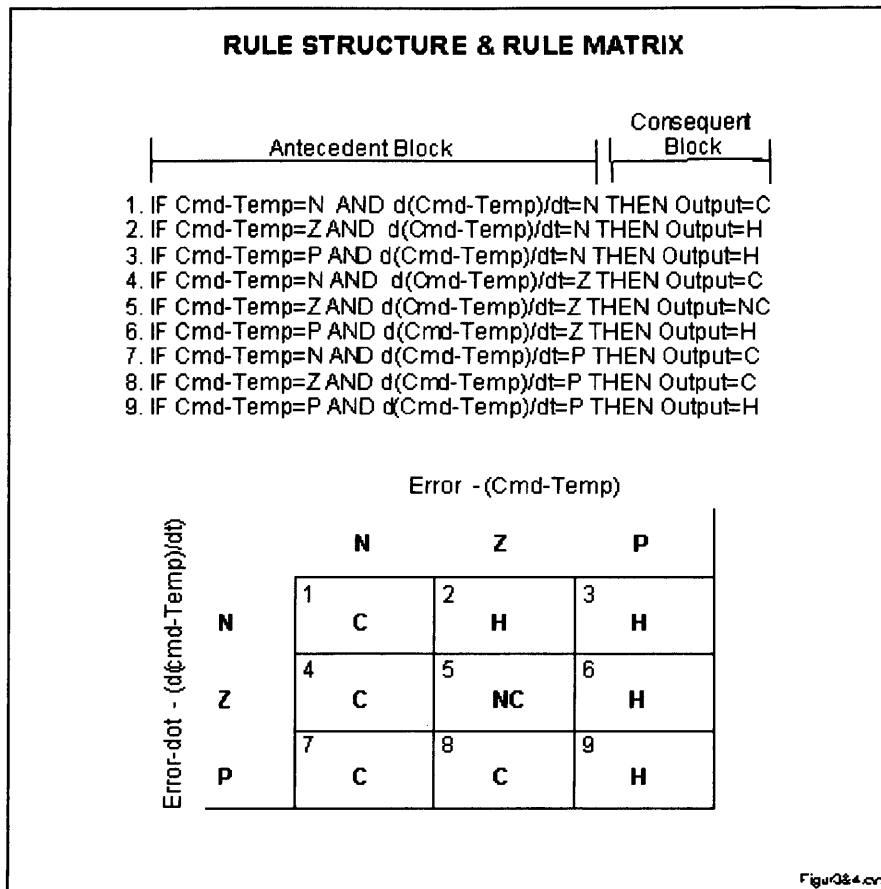 RULE STRUCTURE & RULE MATRIX
Antecedent Block
Consequent
Block
1. IF Cmd-Temp=N AND d(Cmd-Temp)/dt=N THEN Output=C
2. IF Cmd-Temp=Z AND d(Cmd-Temp)/dt=N THEN Output=H
3. IF Cmd-Temp=P AND d(Cmd-Temp)/dt=N THEN Output=H
4. IF Cmd-Temp=N AND d(Cmd-Temp)/dt=Z THEN Output=C
5. IF Cmd-Temp=Z AND d(Cmd-Temp)/dt=Z THEN Output=NC
6. IF Cmd-Temp=P AND d(Cmd-Temp)/dt=Z THEN Output=H
7. IF Cmd-Temp=N AND d(Cmd-Temp)/dt=P THEN Output=C
8. IF Cmd-Temp=Z AND d(Cmd-Temp)/dt=P THEN Output=C
9. IF Cmd-Temp=P AND d(Cmd-Temp)/dt=P THEN Output=H
Error - (Cmd-Temp)
Error-dot - (d(cmd-Temp)/dt)
N Z P
1 2 3
N C H H
4 5 6
Z C NC H
7 8 9
P C C H